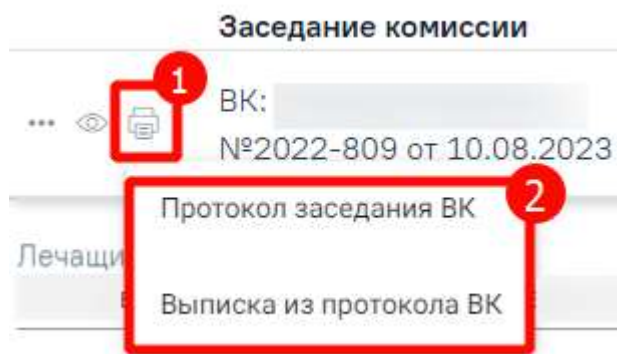 Заседание комиссии
1
ВК:
№2022-809 от 10.08.2023
2
Протокол заседания ВК
Лечащи
Выписка из протокола ВК